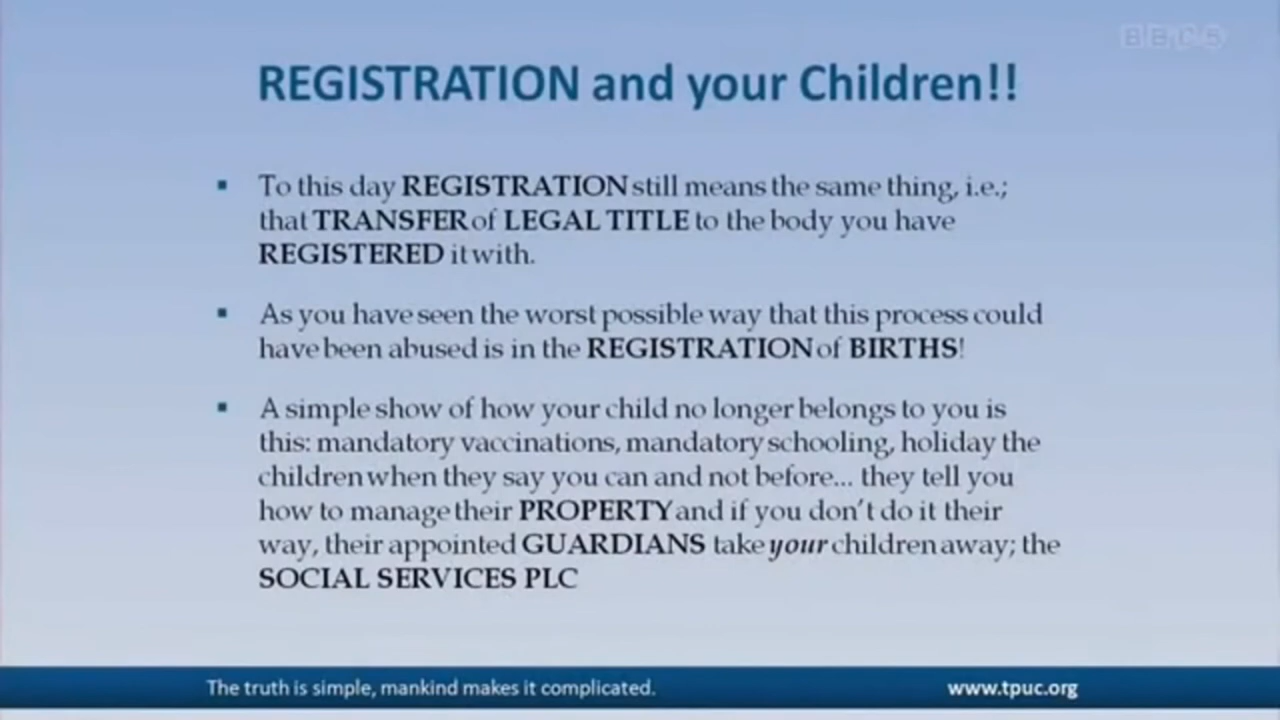 BBC5
REGISTRATION and your Children!!
▪ To this day REGISTRATION still means the same thing, i.e.;
that TRANSFER of LEGAL TITLE to the body you have
REGISTERED it with.
▪ As you have seen the worst possible way that this process could
have been abused is in the REGISTRATION of BIRTHS!
▪ A simple show of how your child no longer belongs to you is
this: mandatory vaccinations, mandatory schooling, holiday the
children when they say you can and not before... they tell you
how to manage their PROPERTY and if you don't do it their
way, their appointed GUARDIANS take your children away; the
SOCIAL SERVICES PLC
The truth is simple, mankind makes it complicated.
www.tpuc.org